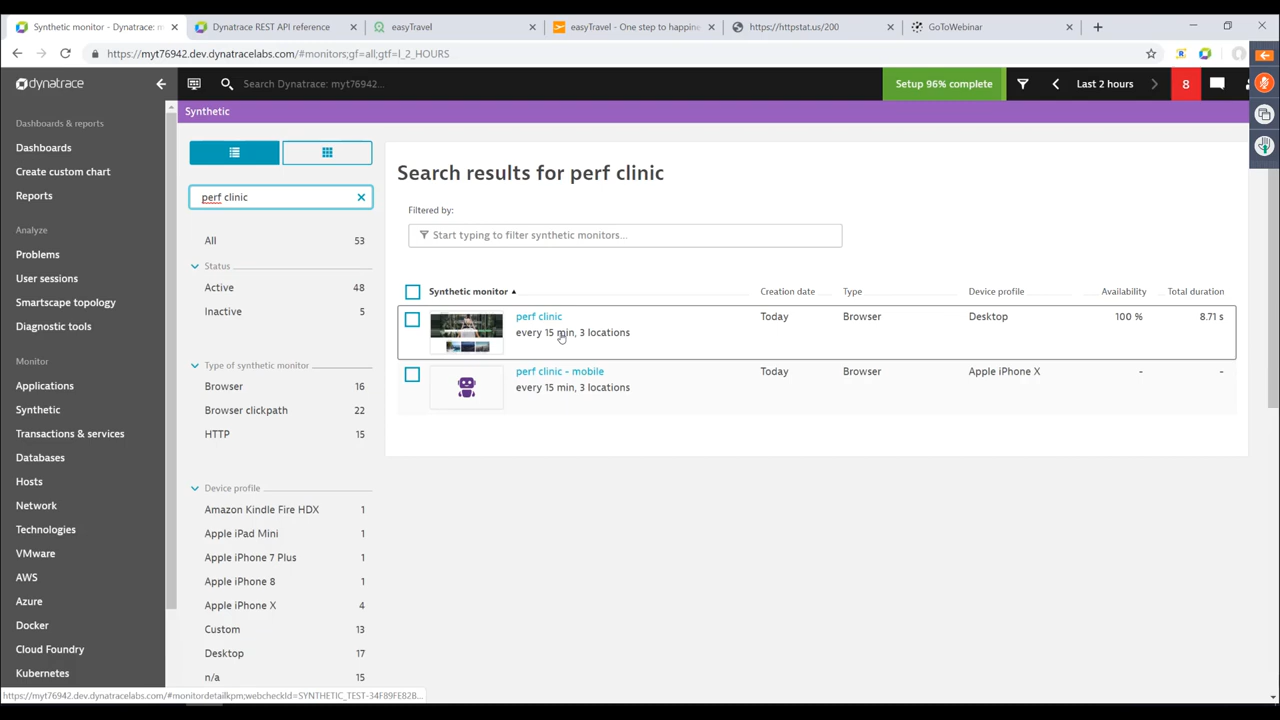 Synthetic monitor - Dynatrace: m
Dynatrace REST API reference
easyTravel
easyTravel - One step to happine
https://httpstat.us/200
GoToWebinar
https://myt76942.dev.dynatracelabs.com/#monitors;gf=all;gtf=l_2_HOURS
dynatrace
Search Dynatrace: myt76942...
Setup 96% complete
Last 2 hours
8
Synthetic
Dashboards & reports
Dashboards
Create custom chart
Reports
Analyze
Problems
User sessions
Smartscape topology
Diagnostic tools
Monitor
Applications
Synthetic
Transactions & services
Databases
Hosts
Network
Technologies
VMware
AWS
Azure
Docker
Cloud Foundry
Kubernetes
perf clinic
All 53
Status
Active 48
Inactive 5
Type of synthetic monitor
Browser 16
Browser clickpath 22
HTTP 15
Device profile
Amazon Kindle Fire HDX 1
Apple iPad Mini 1
Apple iPhone 7 Plus 1
Apple iPhone 8 1
Apple iPhone X 4
Custom 13
Desktop 17
n/a 15
Search results for perf clinic
Filtered by:
Start typing to filter synthetic monitors...
Synthetic monitor Creation date Type Device profile Availability Total duration
perf clinic Today Browser Desktop 100 % 8.71 s
every 15 min, 3 locations
perf clinic - mobile Today Browser Apple iPhone X - -
every 15 min, 3 locations
https://myt76942.dev.dynatracelabs.com/#monitordetailkpm;webcheckId=SYNTHETIC_TEST-34F89FE82B...